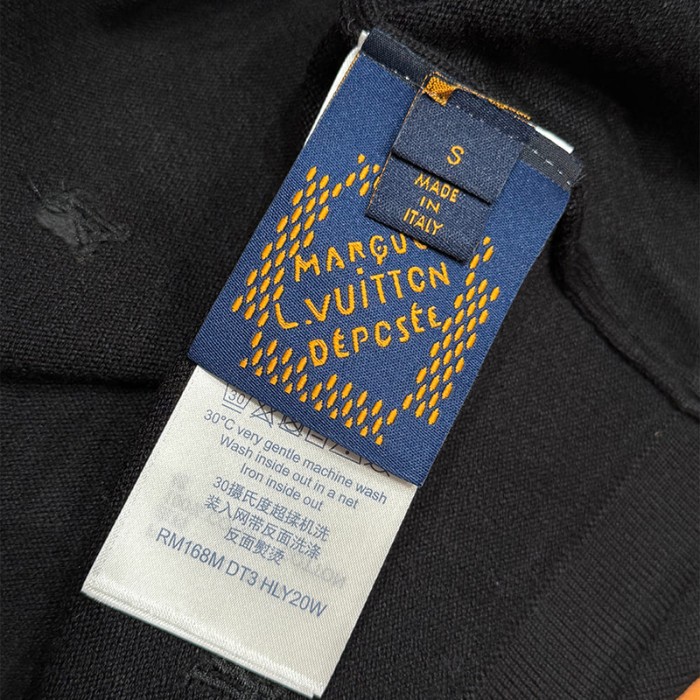 S
MADE
IN
ITALY
MARQUE
L.VUITTON
DÉPOSÉE
30
30°C very gentle machine wash
Wash inside out in a net
Iron inside out
30摄氏度超揉机洗
装入网带反面洗涤
反面熨烫
RM168M DT3 HLY20W